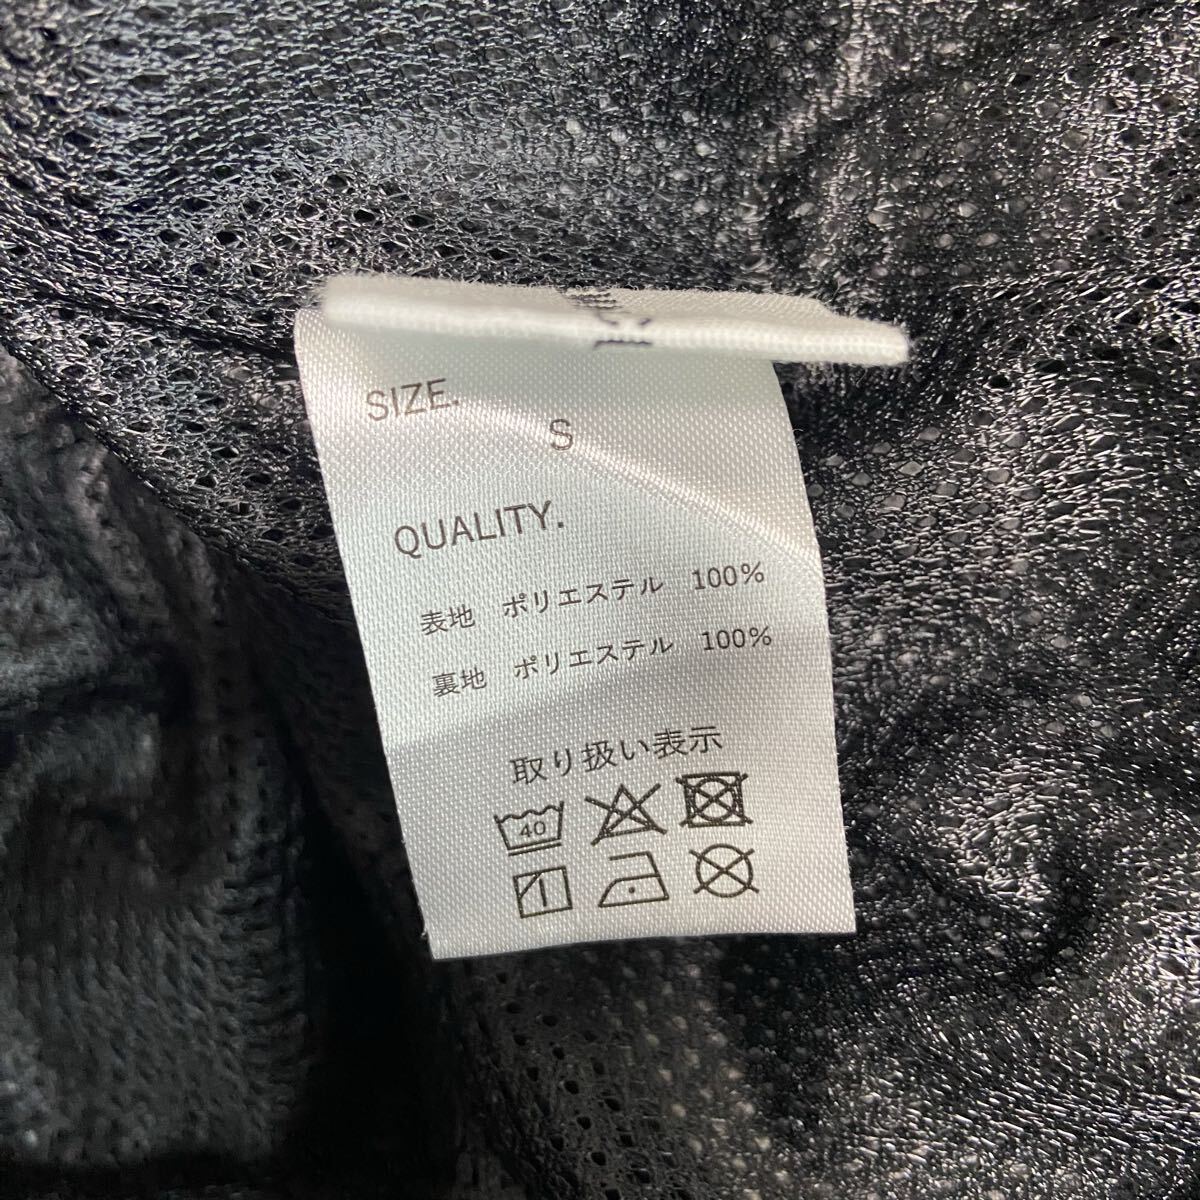 SIZE.
S
QUALITY.
表地 ポリエステル 100%
裏地 ポリエステル 100%
取り扱い表示
40